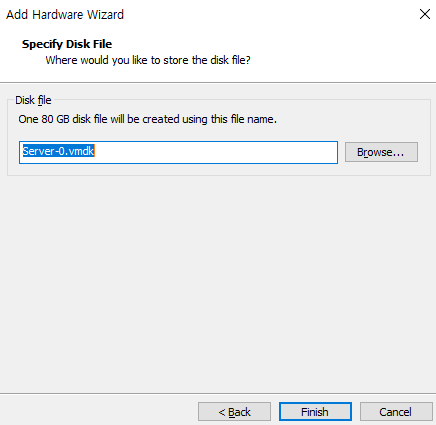 Add Hardware Wizard
Specify Disk File
Where would you like to store the disk file?
Disk file
One 80 GB disk file will be created using this file name.
Server-0.vmdk
Browse...
< Back
Finish
Cancel